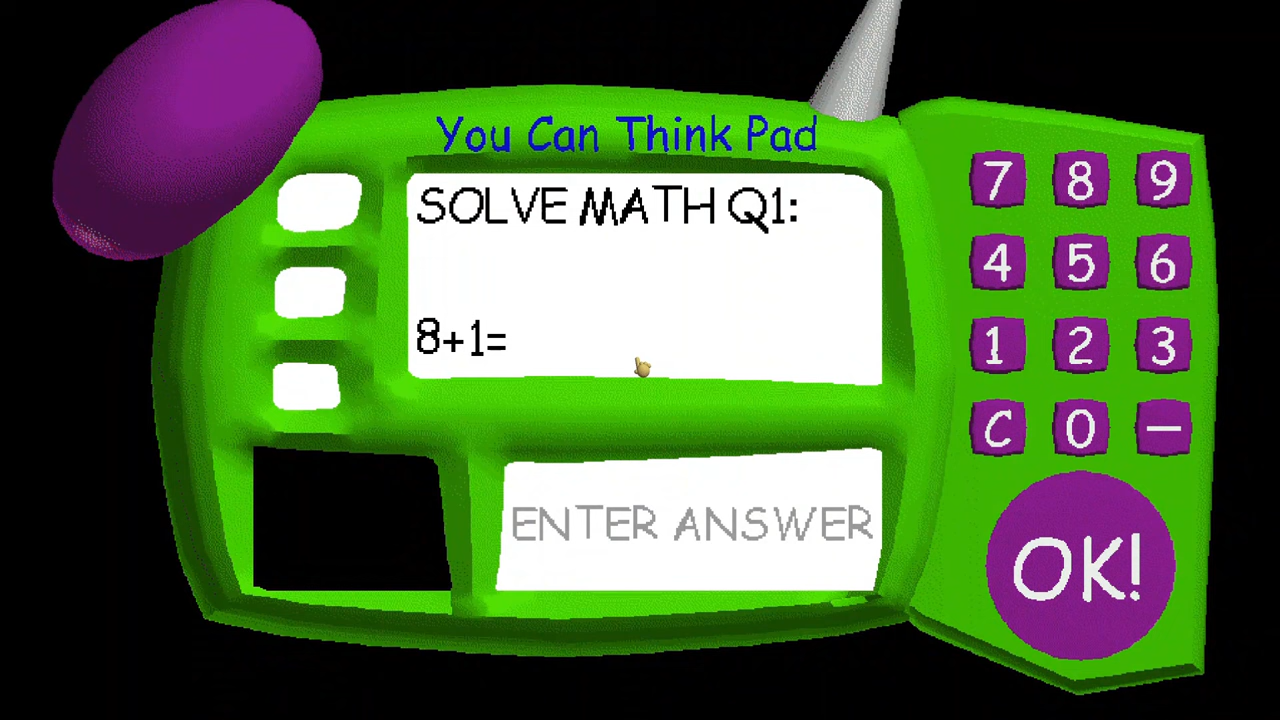 You Can Think Pad
SOLVE MATH Q1:
8+1=
ENTER ANSWER
7 8 9
4 5 6
1 2 3
C 0 —
OK!